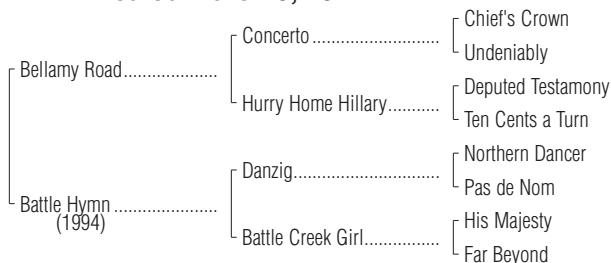 Chief's Crown
Concerto
Undeniably
Bellamy Road
Deputed Testamony
Hurry Home Hillary
Ten Cents a Turn
Northern Dancer
Danzig
Pas de Nom
Battle Hymn
(1994)
His Majesty
Battle Creek Girl
Far Beyond